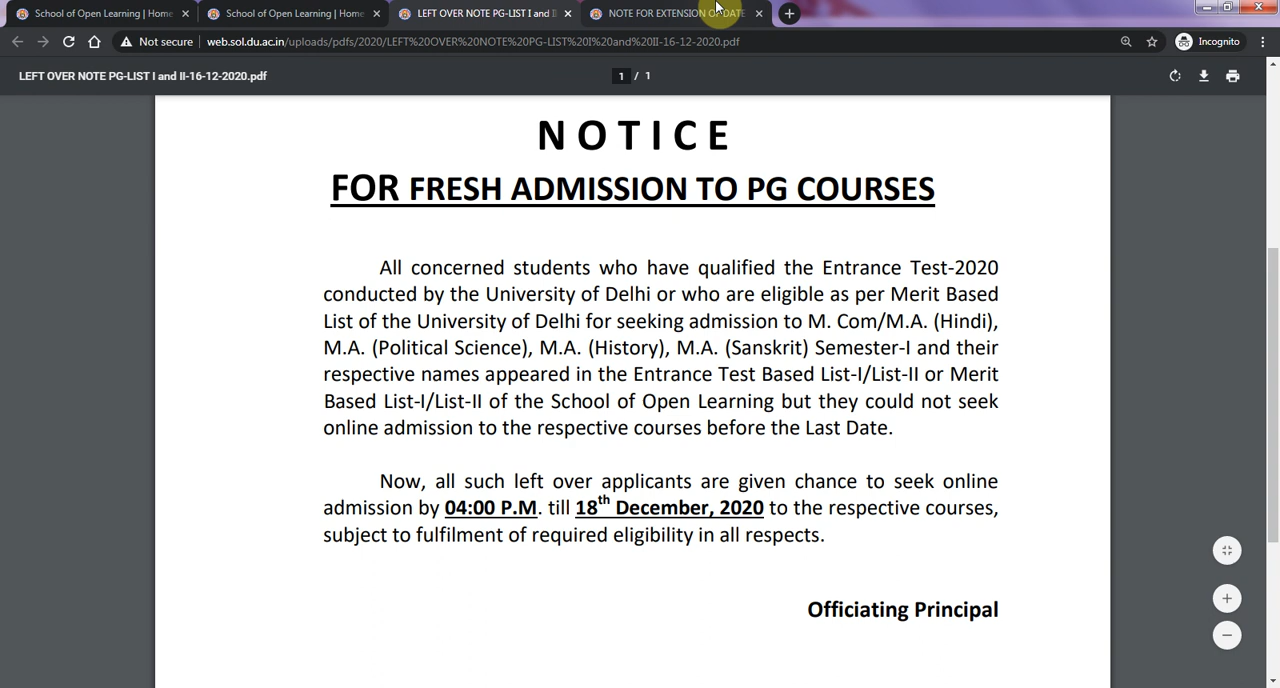 School of Open Learning | Home
School of Open Learning | Home
LEFT OVER NOTE PG-LIST I and II
NOTE FOR EXTENSION OF DATE
Not secure
web.sol.du.ac.in/uploads/pdfs/2020/LEFT%20OVER%20NOTE%20PG-LIST%20I%20and%20II-16-12-2020.pdf
Incognito
LEFT OVER NOTE PG-LIST I and II-16-12-2020.pdf
1 / 1
N O T I C E
FOR FRESH ADMISSION TO PG COURSES
All concerned students who have qualified the Entrance Test-2020
conducted by the University of Delhi or who are eligible as per Merit Based
List of the University of Delhi for seeking admission to M. Com/M.A. (Hindi),
M.A. (Political Science), M.A. (History), M.A. (Sanskrit) Semester-I and their
respective names appeared in the Entrance Test Based List-I/List-II or Merit
Based List-I/List-II of the School of Open Learning but they could not seek
online admission to the respective courses before the Last Date.
Now, all such left over applicants are given chance to seek online
admission by 04:00 P.M. till 18th December, 2020 to the respective courses,
subject to fulfilment of required eligibility in all respects.
Officiating Principal